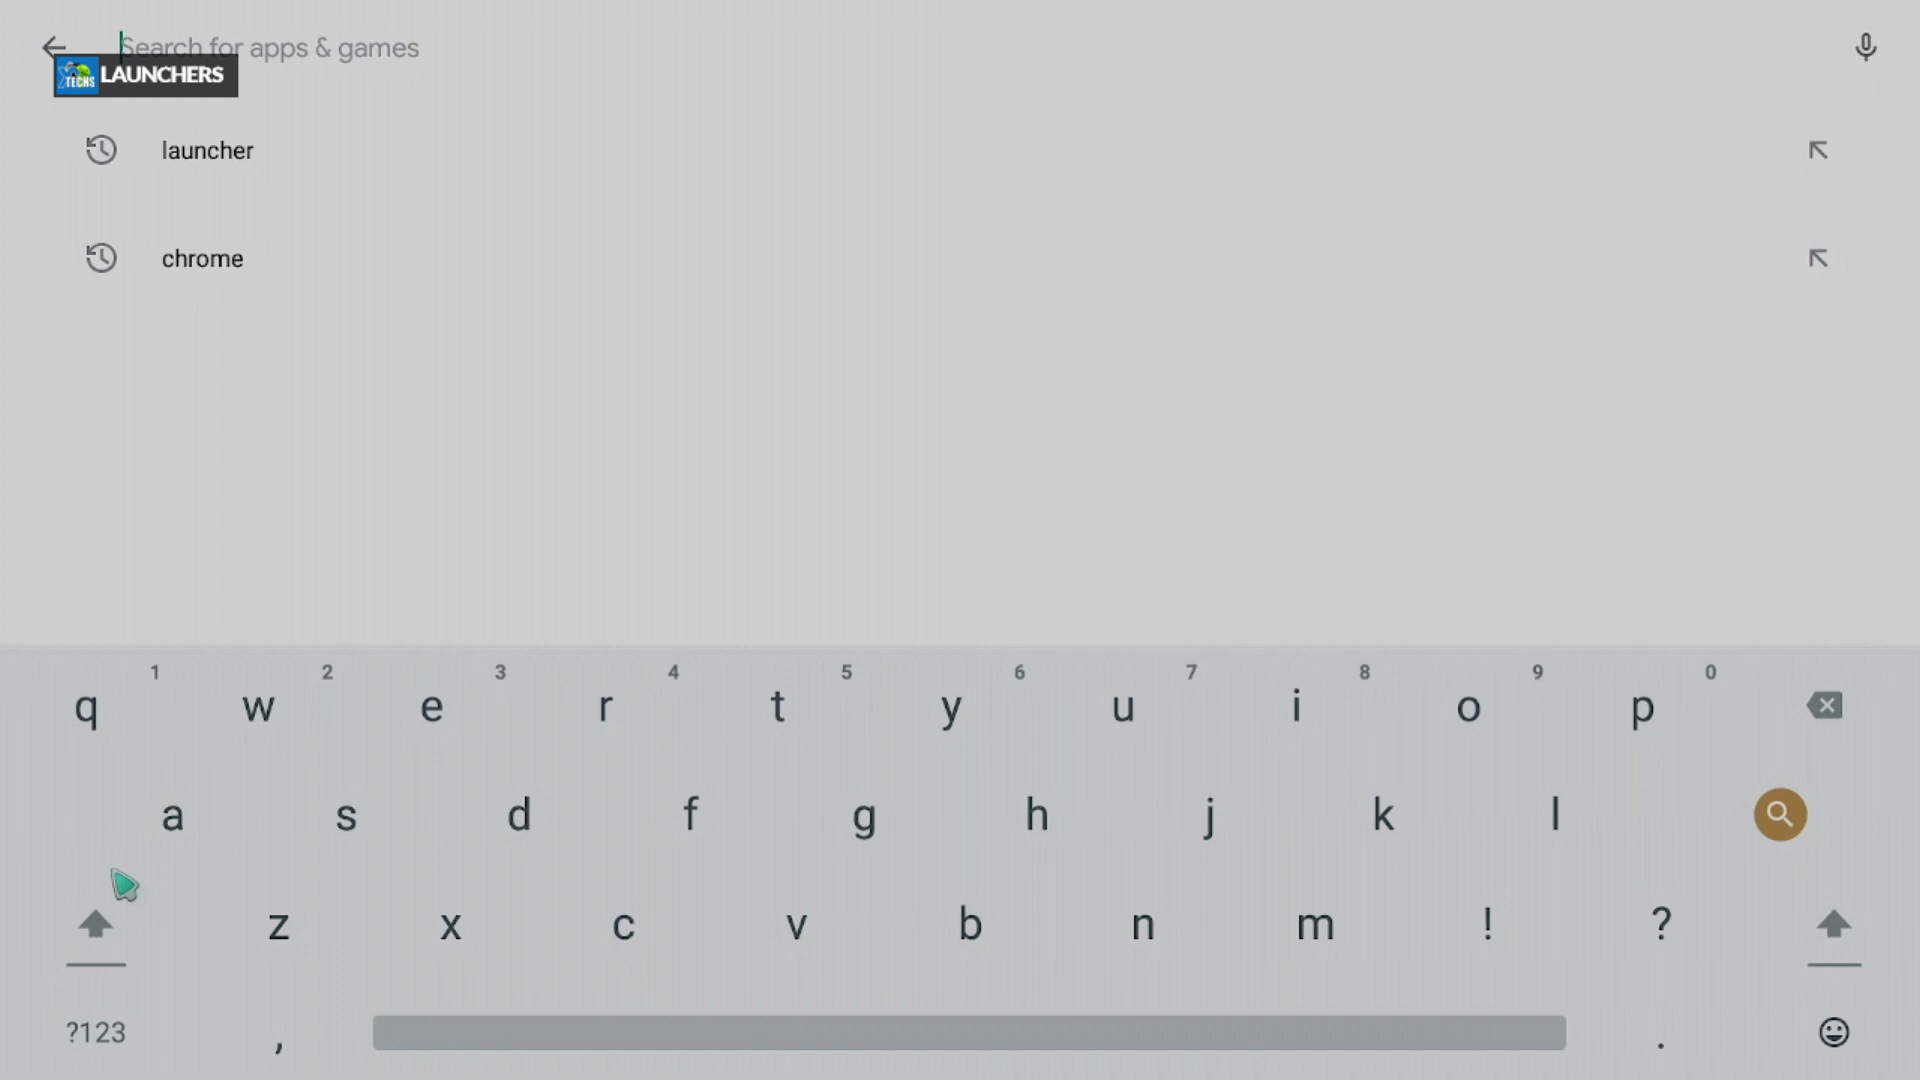 Search for apps & games
TECHS LAUNCHERS
launcher
chrome
1 2 3 4 5 6 7 8 9 0
q w e r t y u i o p
a s d f g h j k l
z x c v b n m ! ?
?123 , .